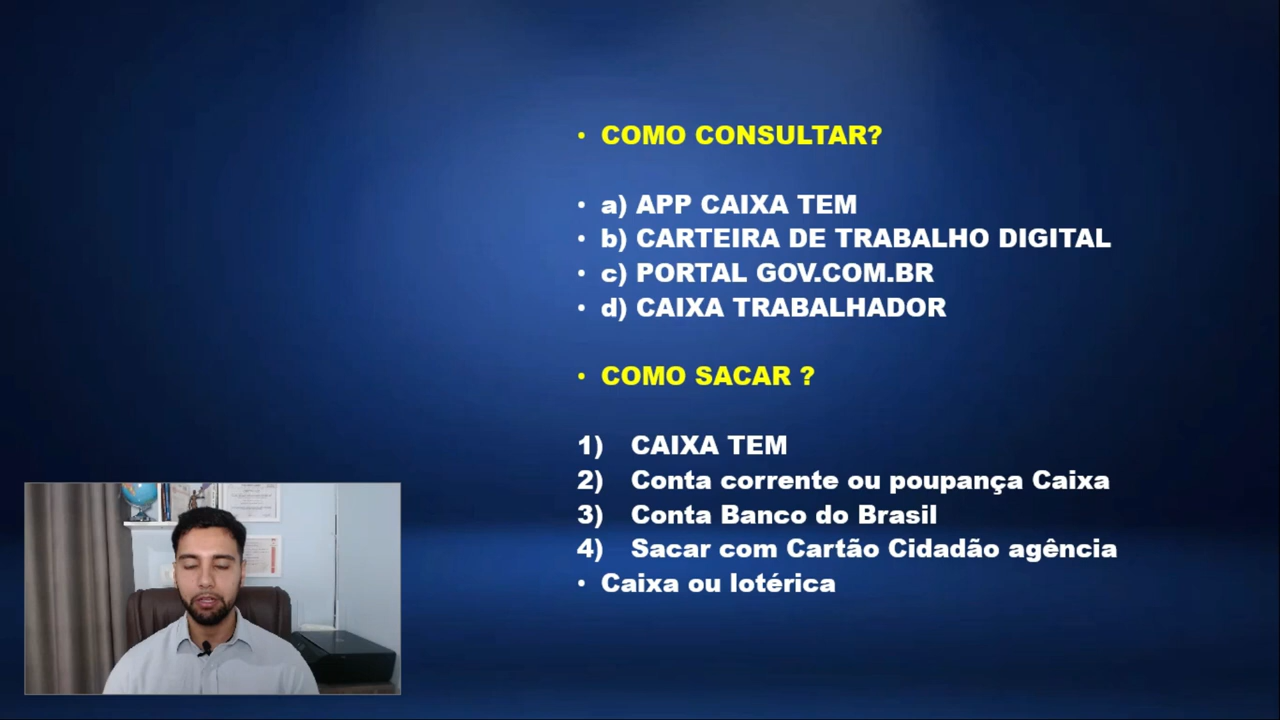 • COMO CONSULTAR?
• a) APP CAIXA TEM
• b) CARTEIRA DE TRABALHO DIGITAL
• c) PORTAL GOV.COM.BR
• d) CAIXA TRABALHADOR
• COMO SACAR ?
1) CAIXA TEM
2) Conta corrente ou poupança Caixa
3) Conta Banco do Brasil
4) Sacar com Cartão Cidadão agência
• Caixa ou lotérica